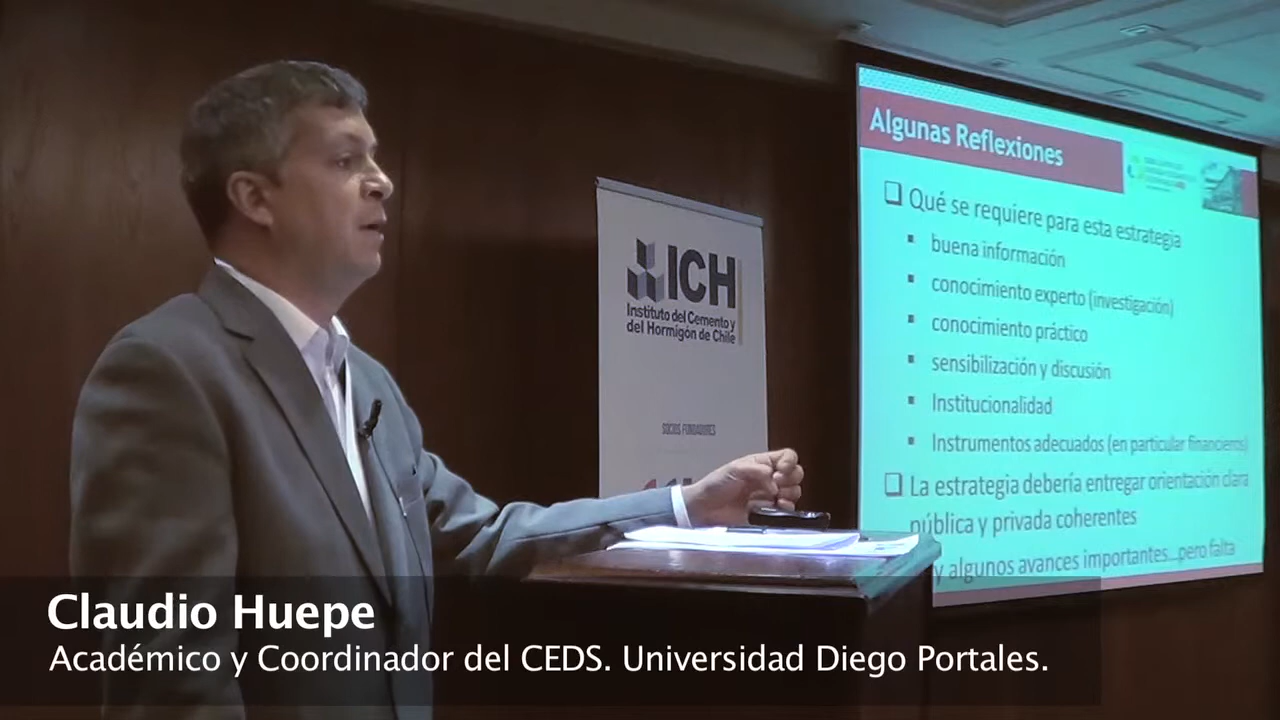 Algunas Reflexiones
Qué se requiere para esta estrategia
buena información
conocimiento experto (investigación)
conocimiento práctico
sensibilización y discusión
Institucionalidad
Instrumentos adecuados (en particular financieros)
La estrategia debería entregar orientación clara
pública y privada coherentes
y algunos avances importantes...pero falta
ICH
Instituto del Cemento y
del Hormigón de Chile
SOCIOS FUNDADORES
Claudio Huepe
Académico y Coordinador del CEDS. Universidad Diego Portales.